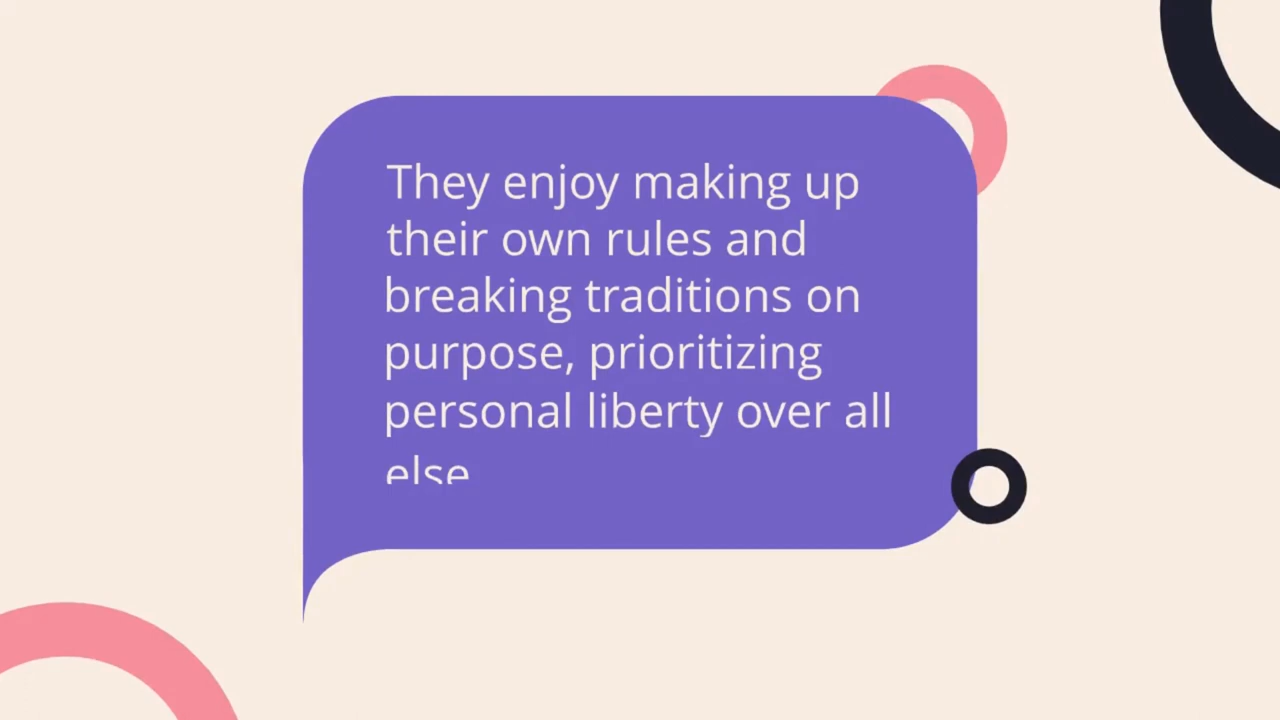 They enjoy making up
their own rules and
breaking traditions on
purpose, prioritizing
personal liberty over all
else